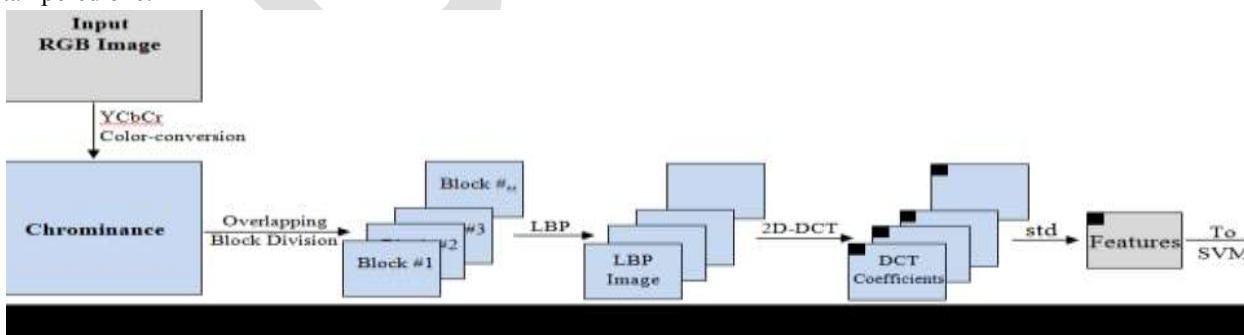 Input
RGB Image
YCbCr
Color-conversion
Chrominance
Overlapping
Block Division
Block #1
#2
#3
Block #
LBP
LBP
Image
2D-DCT
DCT
Coefficients
std
Features
To
SVM